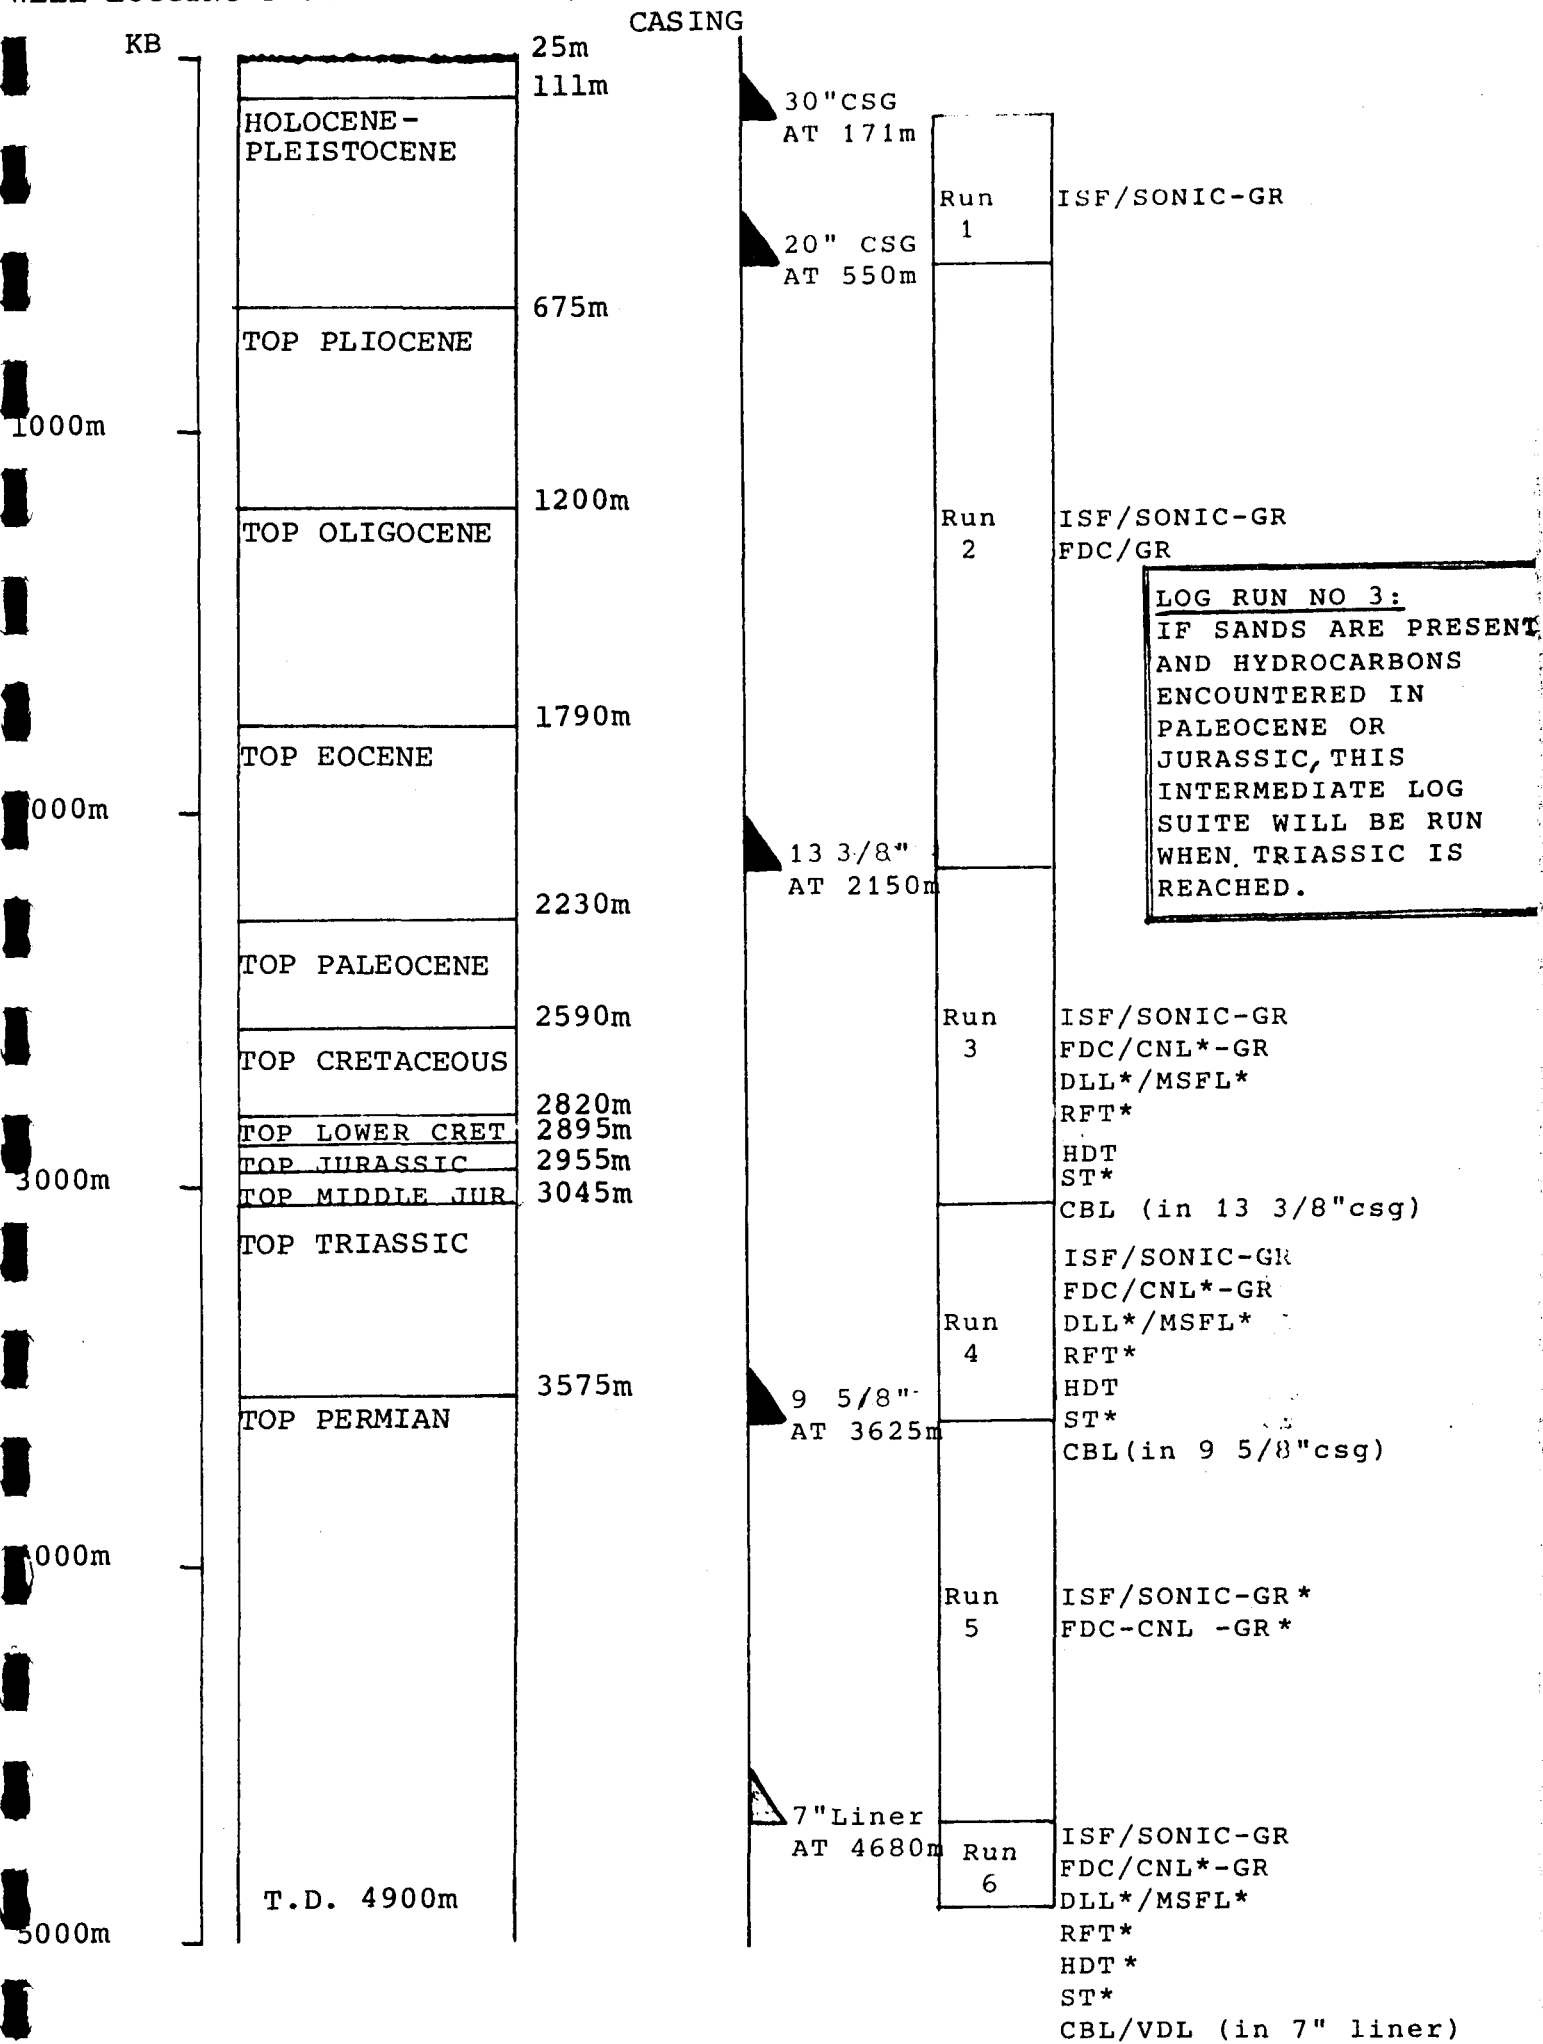 CASING
KB
25m
111m
HOLOCENE-
PLEISTOCENE
675m
TOP PLIOCENE
1000m
1200m
TOP OLIGOCENE
1790m
TOP EOCENE
000m
2230m
TOP PALEOCENE
2590m
TOP CRETACEOUS
2820m
TOP LOWER CRET
2895m
TOP JURASSIC
2955m
3000m
TOP MIDDLE JUR
3045m
TOP TRIASSIC
3575m
TOP PERMIAN
000m
T.D. 4900m
5000m
30"CSG
AT 171m
20" CSG
AT 550m
13 3/8"
AT 2150m
9 5/8"
AT 3625m
7"Liner
AT 4680m
Run
1
ISF/SONIC-GR
Run
2
ISF/SONIC-GR
FDC/GR
LOG RUN NO 3:
IF SANDS ARE PRESENT
AND HYDROCARBONS
ENCOUNTERED IN
PALEOCENE OR
JURASSIC, THIS
INTERMEDIATE LOG
SUITE WILL BE RUN
WHEN. TRIASSIC IS
REACHED.
Run
3
ISF/SONIC-GR
FDC/CNL*-GR
DLL*/MSFL*
RFT*
HDT
ST*
CBL (in 13 3/8"csg)
Run
4
ISF/SONIC-GR
FDC/CNL*-GR
DLL*/MSFL*
RFT*
HDT
ST*
CBL(in 9 5/8"csg)
Run
5
ISF/SONIC-GR*
FDC-CNL -GR*
Run
6
ISF/SONIC-GR
FDC/CNL*-GR
DLL*/MSFL*
RFT*
HDT*
ST*
CBL/VDL (in 7" liner)